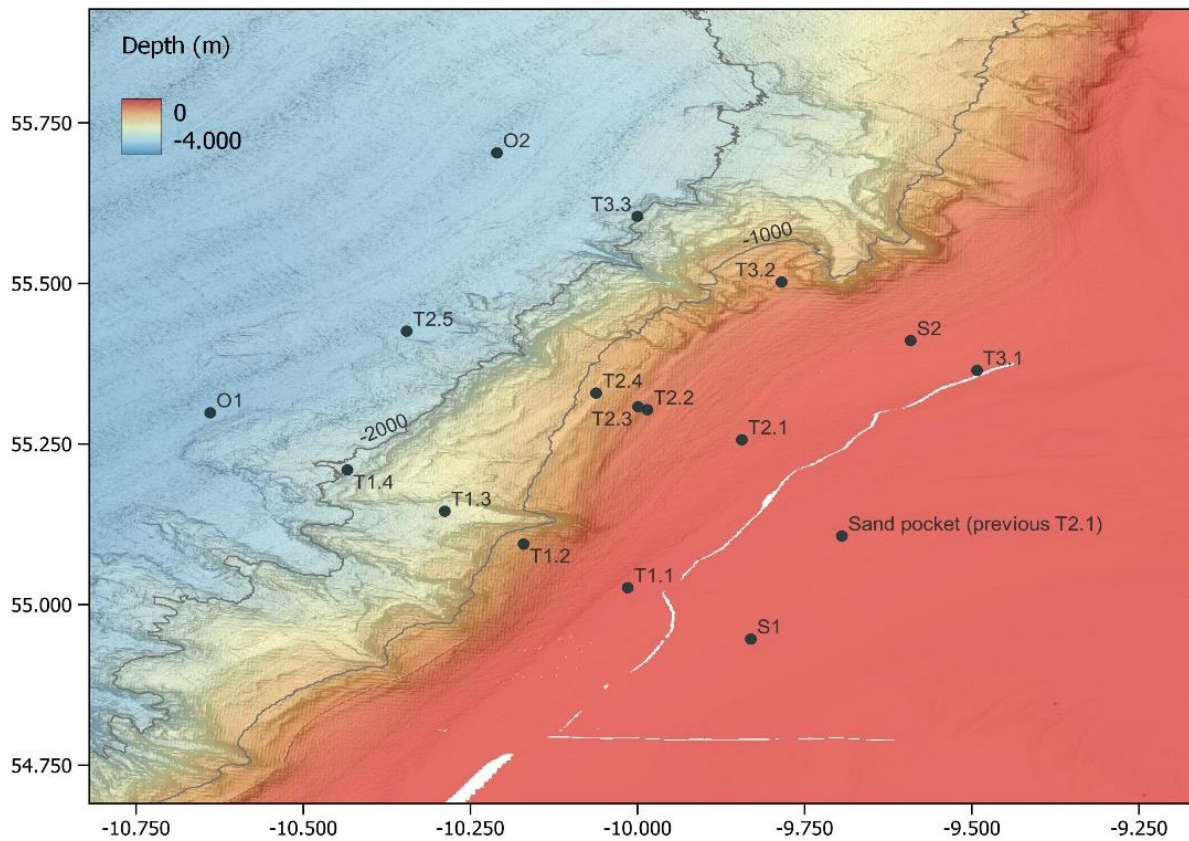 Depth (m)
0
-4.000
55.750
55.500
55.250
55.000
54.750
O2
T3.3
-1000
T3.2
S2
T3.1
T2.5
T2.4
T2.2
T2.3
T2.1
O1
-2000
T1.4
T1.3
Sand pocket (previous T2.1)
T1.2
T1.1
S1
-10.750
-10.500
-10.250
-10.000
-9.750
-9.500
-9.250